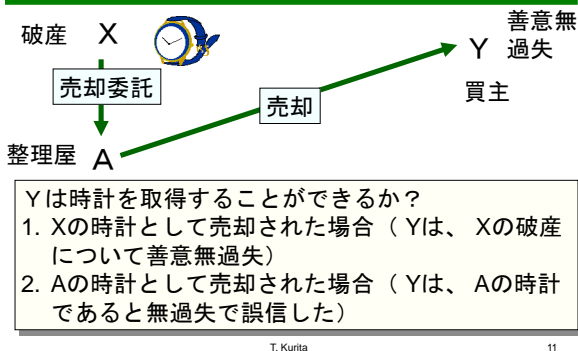 破産 X
売却委託
整理屋 A
売却
善意無
Y 過失
買主
Yは時計を取得することができるか？
1. Xの時計として売却された場合（ Yは、 Xの破産
について善意無過失）
2. Aの時計として売却された場合（ Yは、 Aの時計
であると無過失で誤信した）
T. Kurita 11